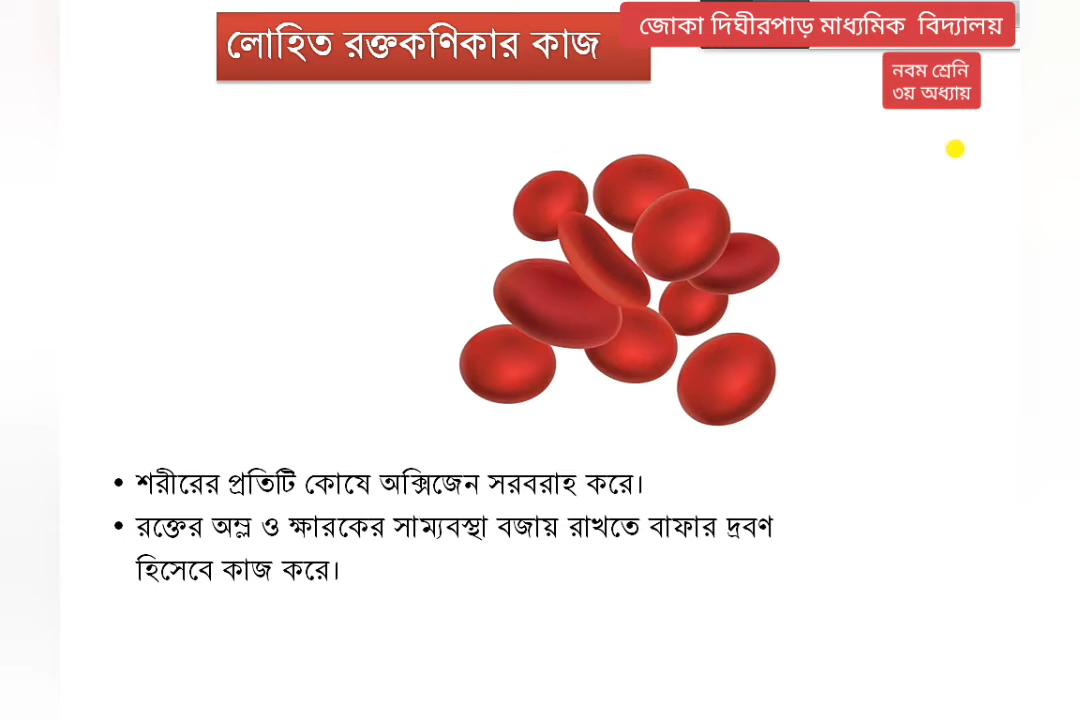 লোহিত রক্তকণিকার কাজ
জোকা দিঘীরপাড় মাধ্যমিক বিদ্যালয়
নবম শ্রেনি
৩য় অধ্যায়
• শরীরের প্রতিটি কোষে অক্সিজেন সরবরাহ করে।
• রক্তের অম্ল ও ক্ষারকের সাম্যবস্থা বজায় রাখতে বাফার দ্রবণ
হিসেবে কাজ করে।